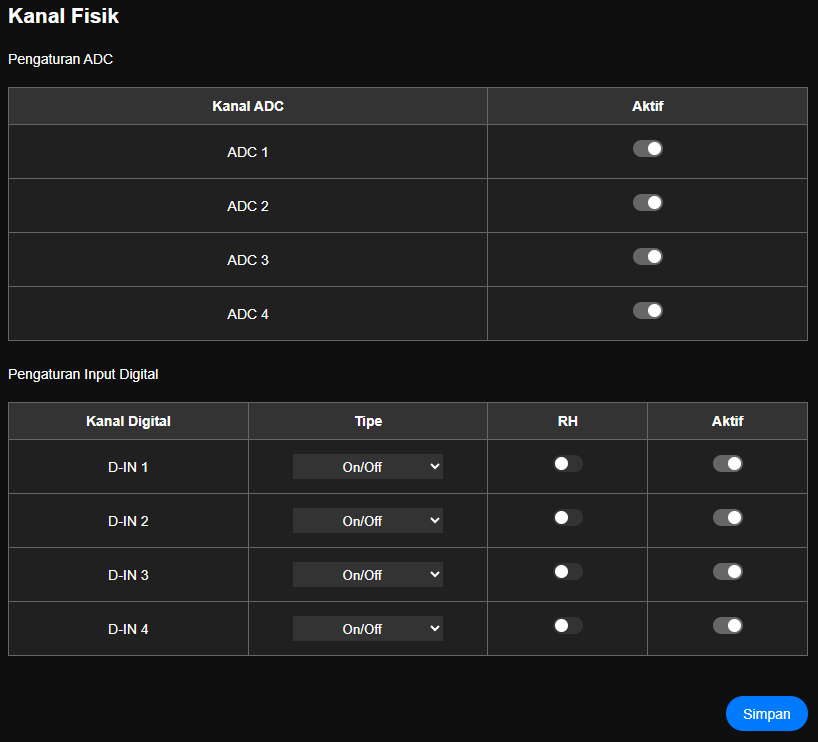 Kanal Fisik
Pengaturan ADC
Kanal ADC Aktif
ADC 1
ADC 2
ADC 3
ADC 4
Pengaturan Input Digital
Kanal Digital Tipe RH Aktif
D-IN 1 On/Off
D-IN 2 On/Off
D-IN 3 On/Off
D-IN 4 On/Off
Simpan